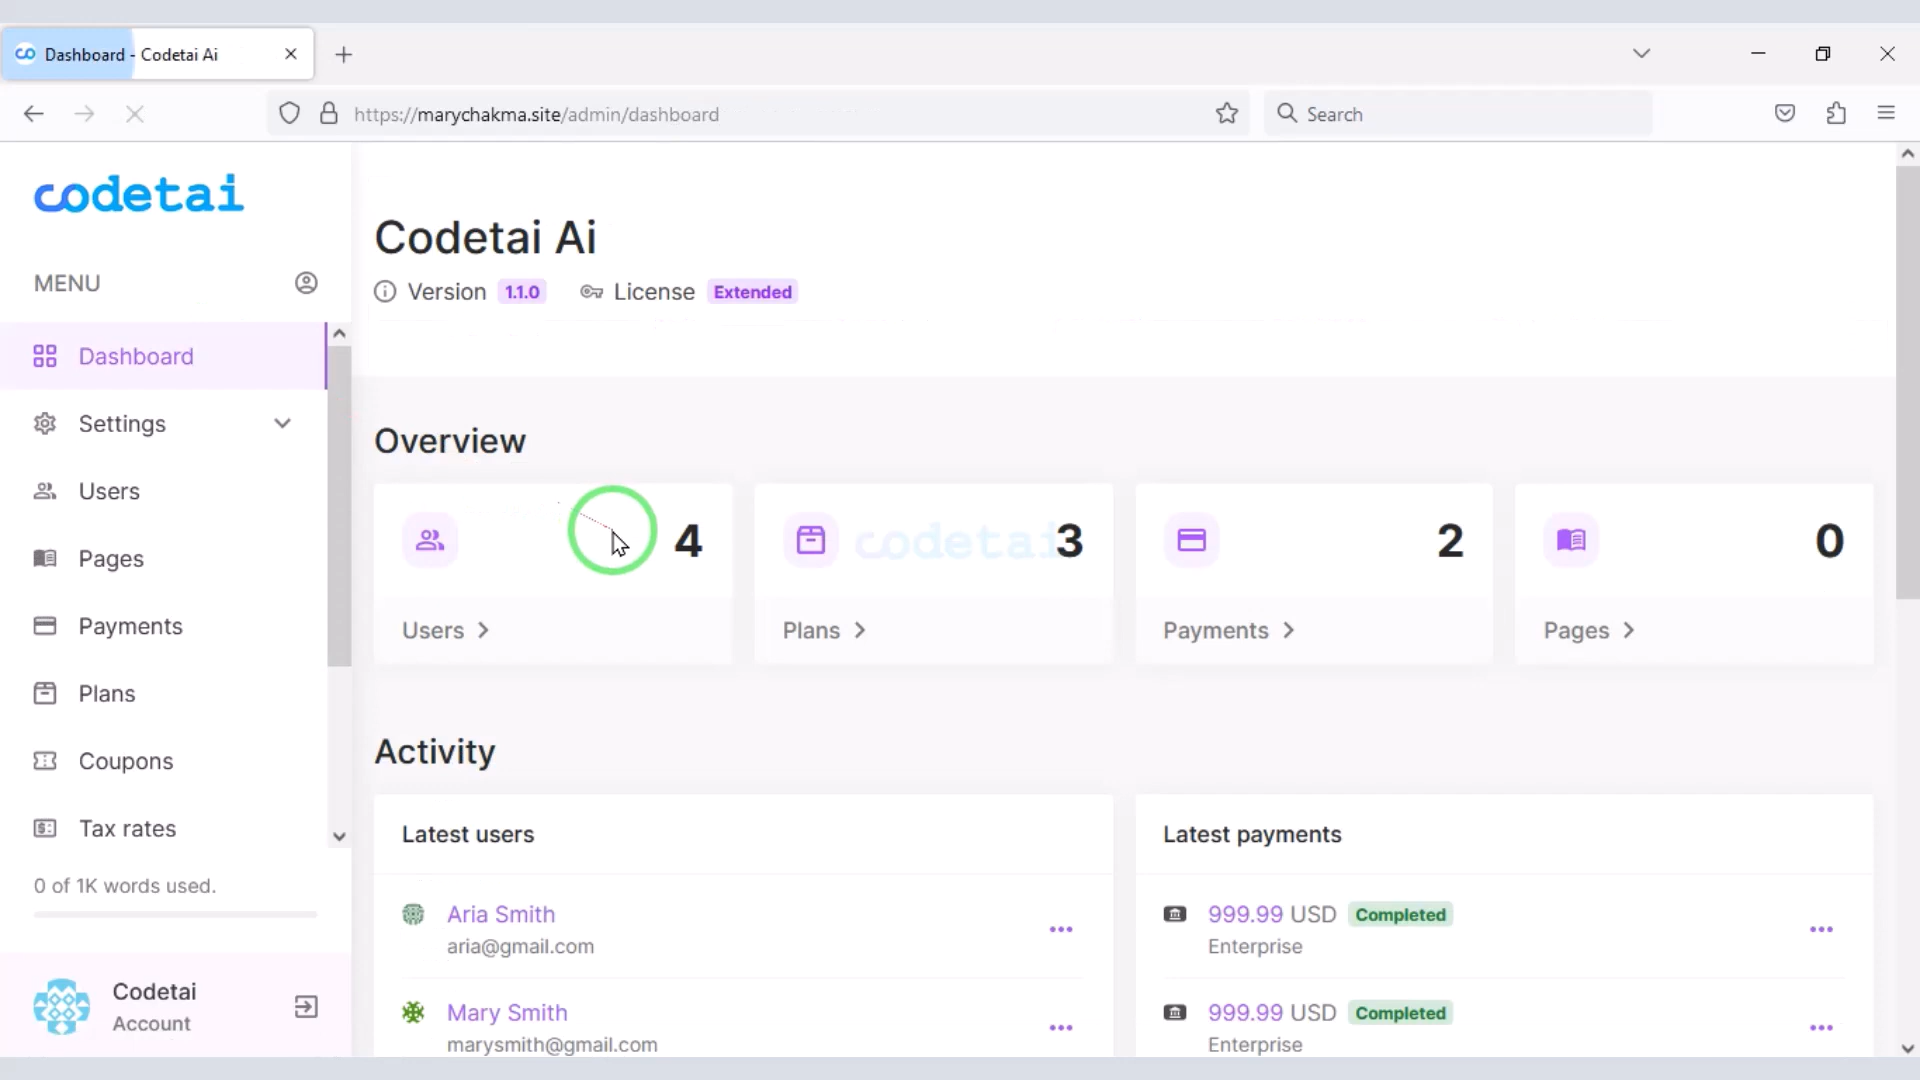 Dashboard - Codetai Ai
https://marychakma.site/admin/dashboard
Search
codetai
MENU
Dashboard
Settings
Users
Pages
Payments
Plans
Coupons
Tax rates
0 of 1K words used.
Codetai
Account
Codetai Ai
Version 1.1.0 License Extended
Overview
4
Users
codetai
3
Plans
2
Payments
0
Pages
Activity
Latest users
Aria Smith
aria@gmail.com
Mary Smith
marysmith@gmail.com
Latest payments
999.99 USD Completed
Enterprise
999.99 USD Completed
Enterprise